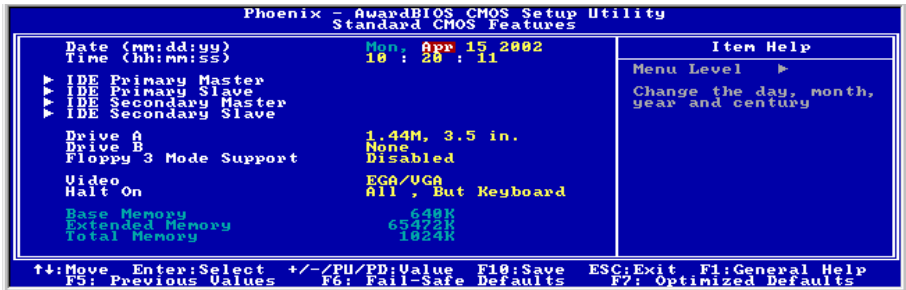 Phoenix - AwardBIOS CMOS Setup Utility
Standard CMOS Features
Date (mm:dd:yy) Mon, Apr 15 2002
Time (hh:mm:ss) 10 : 20 : 11
IDE Primary Master
IDE Primary Slave
IDE Secondary Master
IDE Secondary Slave
Drive A 1.44M, 3.5 in.
Drive B None
Floppy 3 Mode Support Disabled
Video EGA/VGA
Halt On All , But Keyboard
Base Memory 640K
Extended Memory 65472K
Total Memory 1024K
Item Help
Menu Level ►
Change the day, month,
year and century
↑↓:Move Enter:Select +/-/PU/PD:Value F10:Save ESC:Exit F1:General Help
F5: Previous Values F6: Fail-Safe Defaults F7: Optimized Defaults